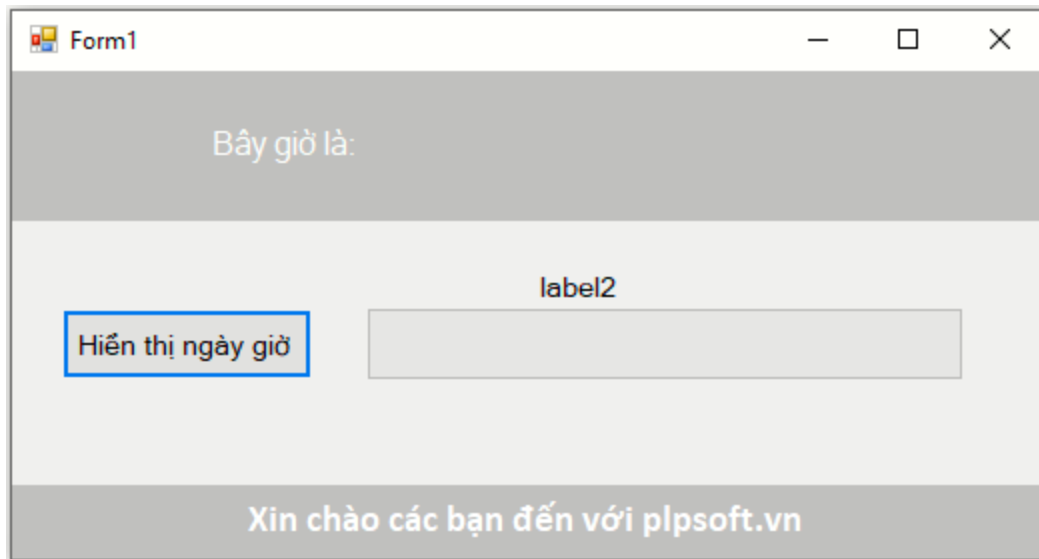 Form1
Bây giờ là:
label2
Hiển thị ngày giờ
Xin chào các bạn đến với plpsoft.vn